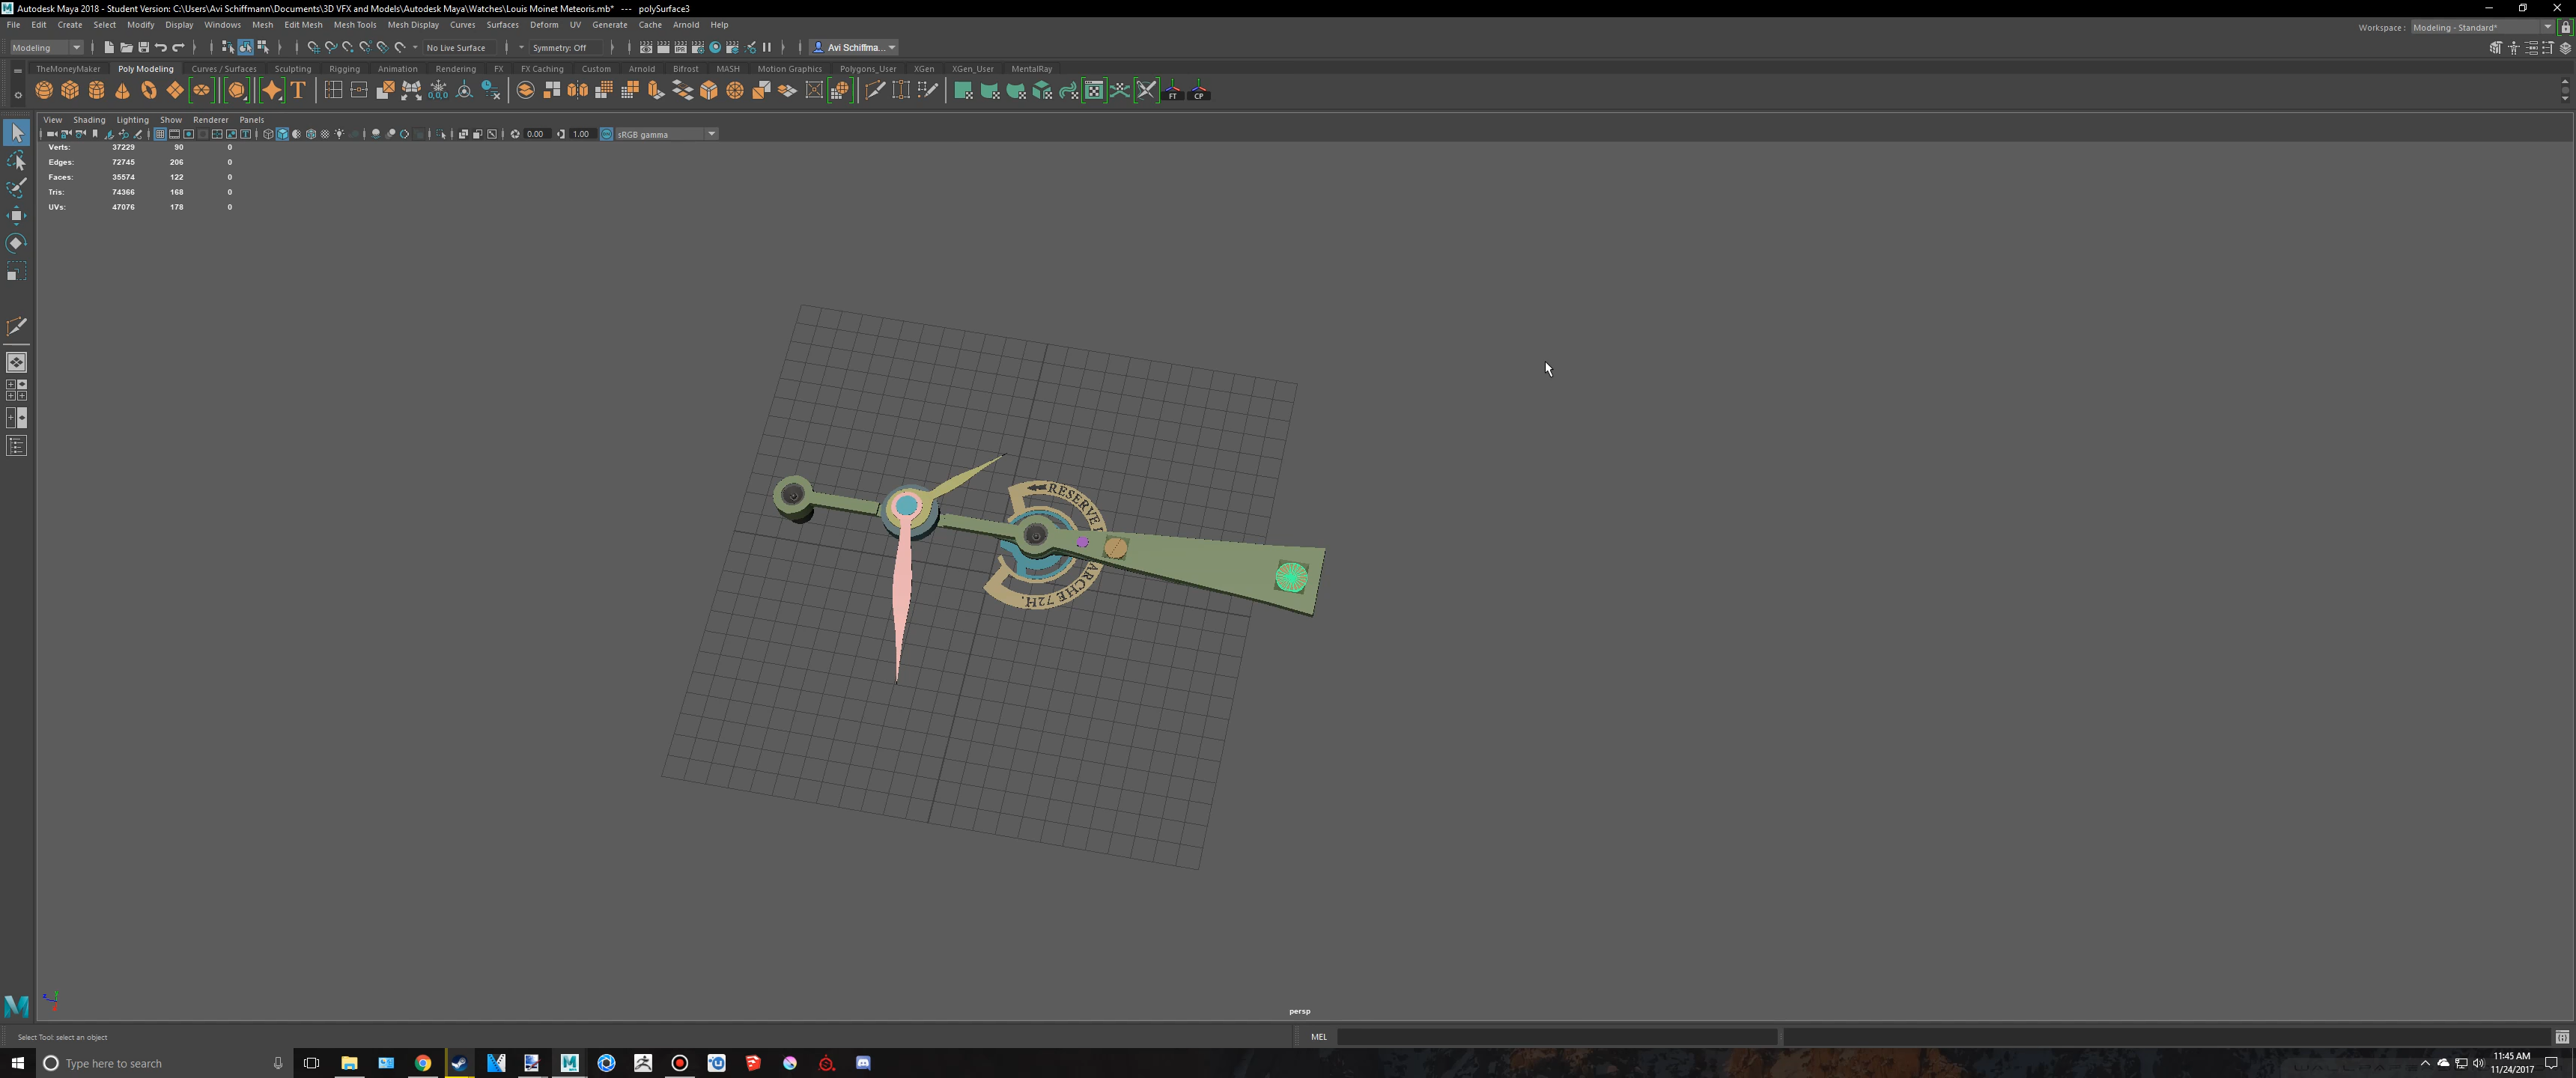 Autodesk Maya 2018 - Student Version: C:\Users\Avi Schiffmann\Documents\3D VFX and Models\Autodesk Maya\Watches\Louis Moinet Meteoris.mb* --- polySurface3
File Edit Create Select Modify Display Windows Mesh Edit Mesh Mesh Tools Mesh Display Curves Surfaces Deform UV Generate Cache Arnold Help
Workspace : Modeling - Standard*
Modeling No Live Surface Symmetry: Off Avi Schiffma...
TheMoneyMaker Poly Modeling Curves / Surfaces Sculpting Rigging Animation Rendering FX FX Caching Custom Arnold Bifrost MASH Motion Graphics Polygons_User XGen XGen_User MentalRay
FT CP
View Shading Lighting Show Renderer Panels
0.00 1.00 sRGB gamma
Verts: 37229 90 0
Edges: 72745 206 0
Faces: 35574 122 0
Tris: 74366 168 0
UVs: 47076 178 0
RESERVE
ARCHE 72H.
persp
Select Tool: select an object
MEL
Type here to search
11:45 AM
11/24/2017